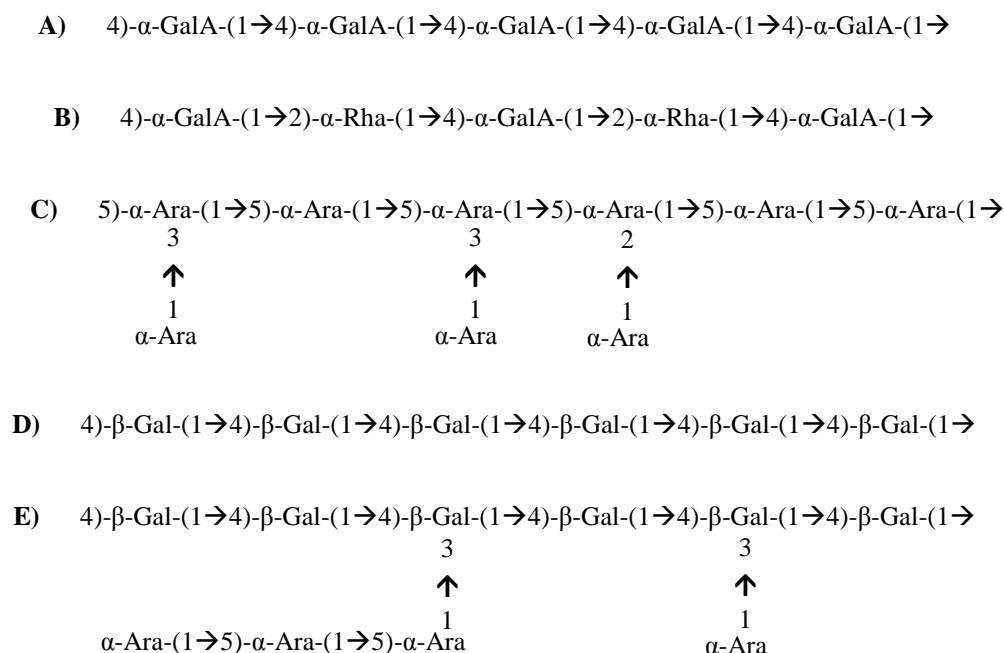 A) 4)-α-GalA-(1→4)-α-GalA-(1→4)-α-GalA-(1→4)-α-GalA-(1→4)-α-GalA-(1→
B) 4)-α-GalA-(1→2)-α-Rha-(1→4)-α-GalA-(1→2)-α-Rha-(1→4)-α-GalA-(1→
C) 5)-α-Ara-(1→5)-α-Ara-(1→5)-α-Ara-(1→5)-α-Ara-(1→5)-α-Ara-(1→5)-α-Ara-(1→
3 3 2
↑ ↑ ↑
1 1 1
α-Ara α-Ara α-Ara
D) 4)-β-Gal-(1→4)-β-Gal-(1→4)-β-Gal-(1→4)-β-Gal-(1→4)-β-Gal-(1→4)-β-Gal-(1→
E) 4)-β-Gal-(1→4)-β-Gal-(1→4)-β-Gal-(1→4)-β-Gal-(1→4)-β-Gal-(1→4)-β-Gal-(1→
3 3
↑ ↑
1 1
α-Ara-(1→5)-α-Ara-(1→5)-α-Ara α-Ara